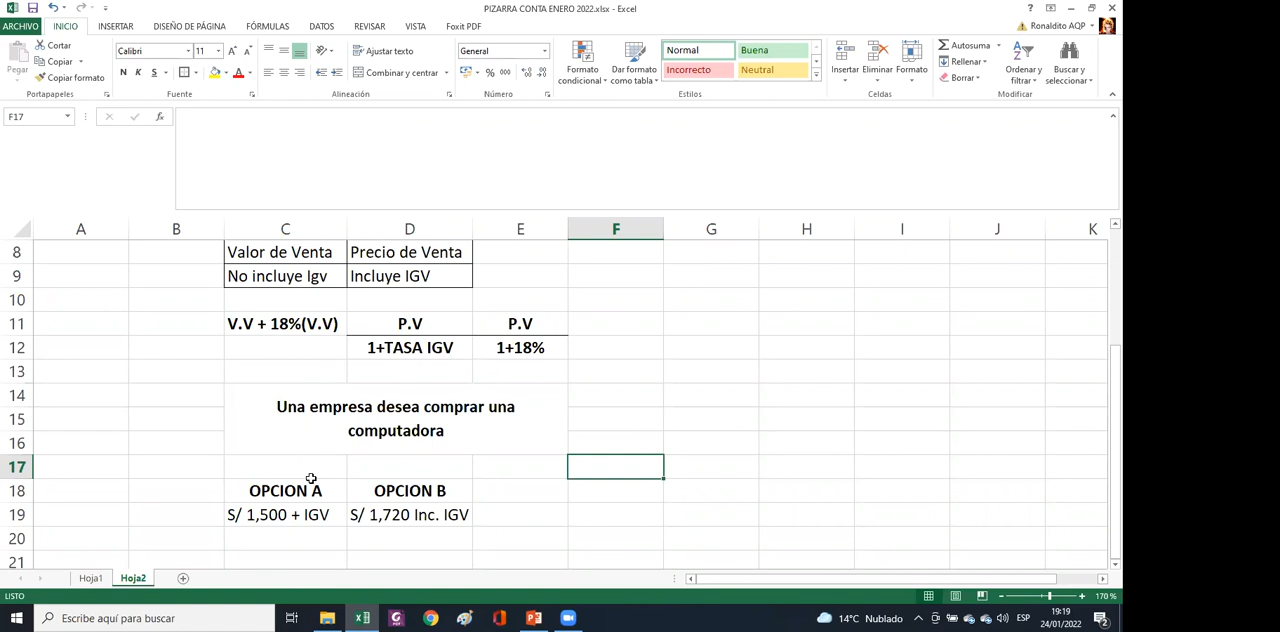 PIZARRA CONTA ENERO 2022.xlsx - Excel
ARCHIVO INICIO INSERTAR DISEÑO DE PÁGINA FÓRMULAS DATOS REVISAR VISTA Foxit PDF Ronaldito AQP
Pegar
Cortar
Copiar
Copiar formato
Portapapeles
Calibri 11
N K S
Fuente
Ajustar texto
Combinar y centrar
Alineación
General
% 000
Número
Formato condicional
Dar formato como tabla
Normal Buena
Incorrecto Neutral
Estilos
Insertar Eliminar Formato
Celdas
Autosuma
Rellenar
Borrar
Ordenar y filtrar
Buscar y seleccionar
Modificar
F17 fx
A B C D E F G H I J K
8 Valor de Venta Precio de Venta
9 No incluye Igv Incluye IGV
10
11 V.V + 18%(V.V) P.V P.V
12 1+TASA IGV 1+18%
13
14
Una empresa desea comprar una
15
computadora
16
17
18 OPCION A OPCION B
19 S/ 1,500 + IGV S/ 1,720 Inc. IGV
20
21
Hoja1 Hoja2
LISTO 170 %
Escribe aquí para buscar 14°C Nublado ESP 19:19
24/01/2022 2